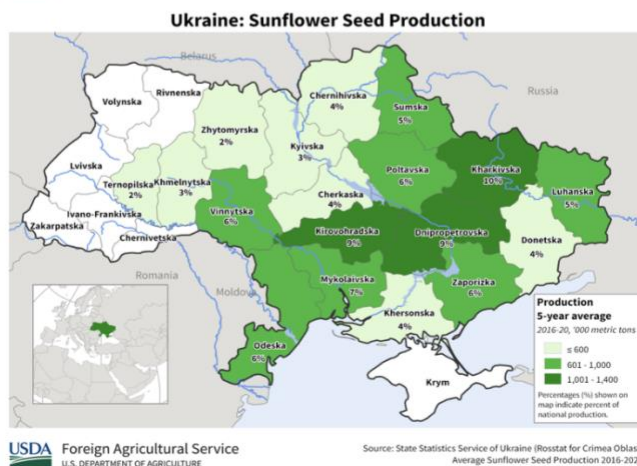 Ukraine: Sunflower Seed Production
Belarus
Russia
Volynska
Rivnenska
Chernihivska
4%
Sumska
5%
Zhytomyrska
2%
Kyivska
3%
Lvivska
Ternopilska
2%
Khmelnytska
3%
Poltavska
6%
Kharkivska
10%
Luhanska
5%
Cherkaska
4%
Ivano-Frankivska
Zakarpatska
Chernivetska
Vinnytska
6%
Kirovohradska
9%
Dnipropetrovska
9%
Donetska
4%
Romania
Moldova
Mykolaivska
7%
Zaporizka
6%
Khersonska
4%
Odeska
6%
Krym
Production
5-year average
2016-20, '000 metric tons
≤ 600
601 - 1,000
1,001 - 1,400
Percentages (%) shown on
map indicate percent of
national production.
USDA Foreign Agricultural Service
U.S. DEPARTMENT OF AGRICULTURE
Source: State Statistics Service of Ukraine (Rosstat for Crimea Oblas
Average Sunflower Seed Production 2016-202